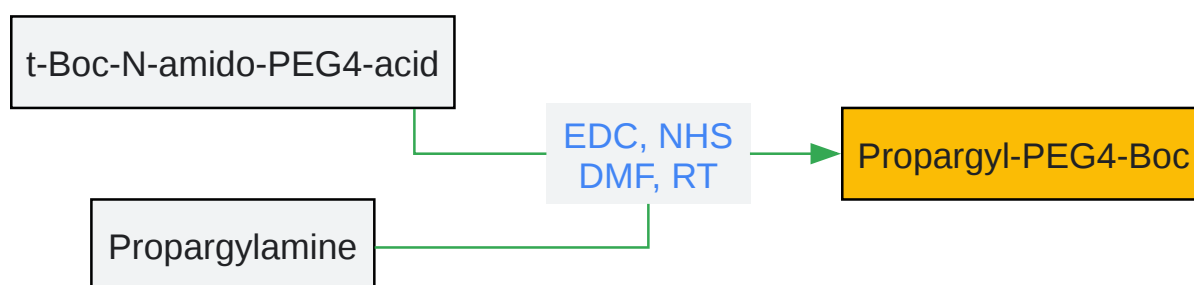 t-Boc-N-amido-PEG4-acid
EDC, NHS
DMF, RT
Propargyl-PEG4-Boc
Propargylamine